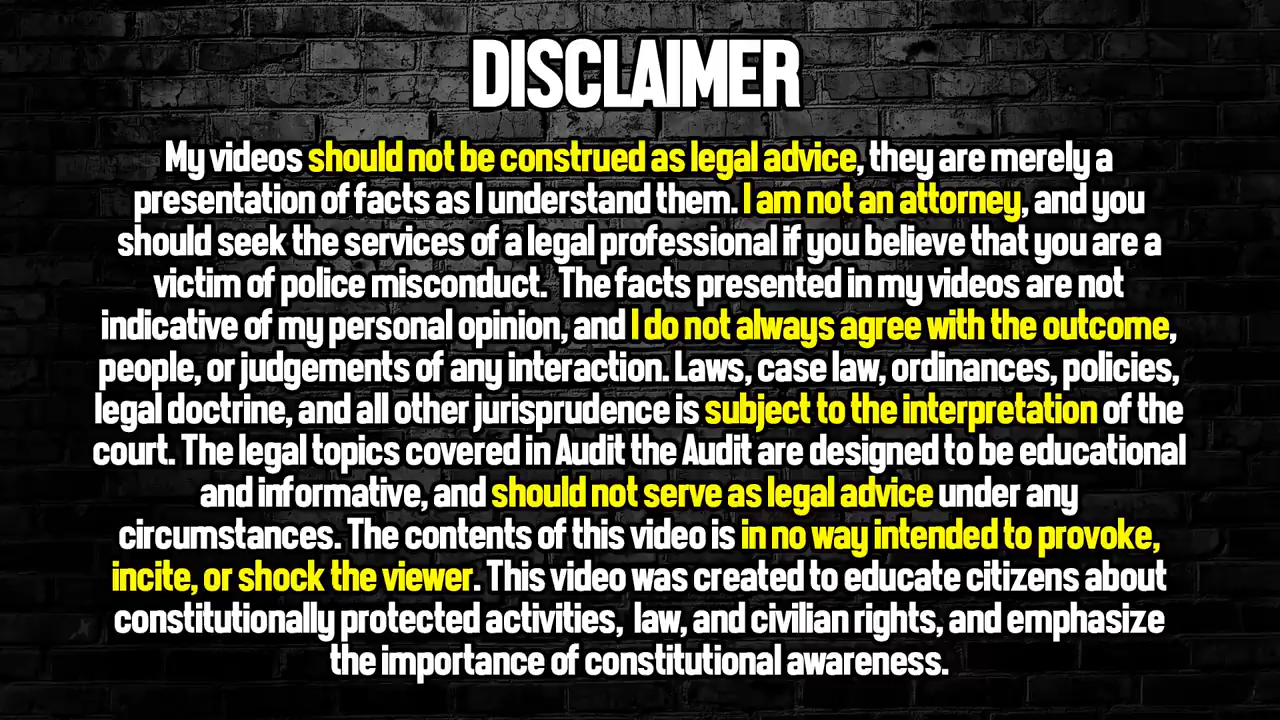 DISCLAIMER
My videos should not be construed as legal advice, they are merely a
presentation of facts as I understand them. I am not an attorney, and you
should seek the services of a legal professional if you believe that you are a
victim of police misconduct. The facts presented in my videos are not
indicative of my personal opinion, and I do not always agree with the outcome,
people, or judgements of any interaction. Laws, case law, ordinances, policies,
legal doctrine, and all other jurisprudence is subject to the interpretation of the
court. The legal topics covered in Audit the Audit are designed to be educational
and informative, and should not serve as legal advice under any
circumstances. The contents of this video is in no way intended to provoke,
incite, or shock the viewer. This video was created to educate citizens about
constitutionally protected activities, law, and civilian rights, and emphasize
the importance of constitutional awareness.